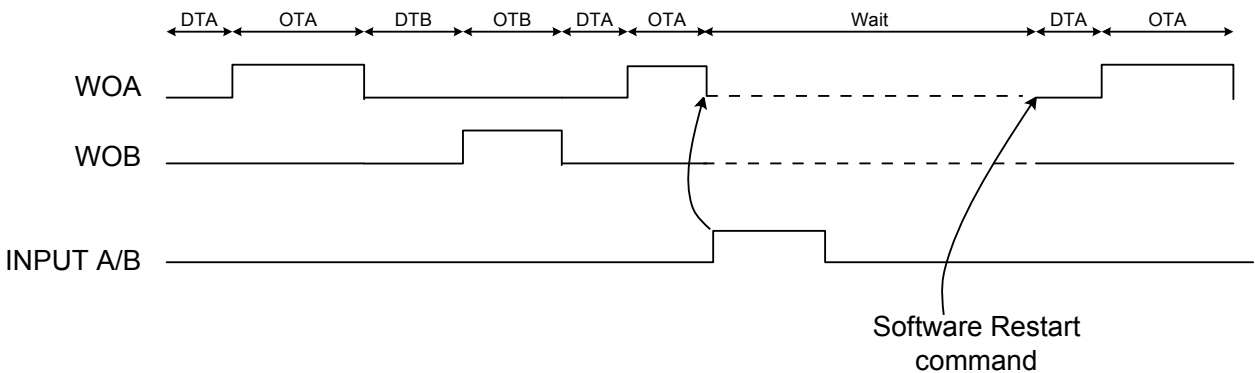 DTA OTA DTB OTB DTA OTA Wait DTA OTA
WOA
WOB
INPUT A/B
Software Restart
command